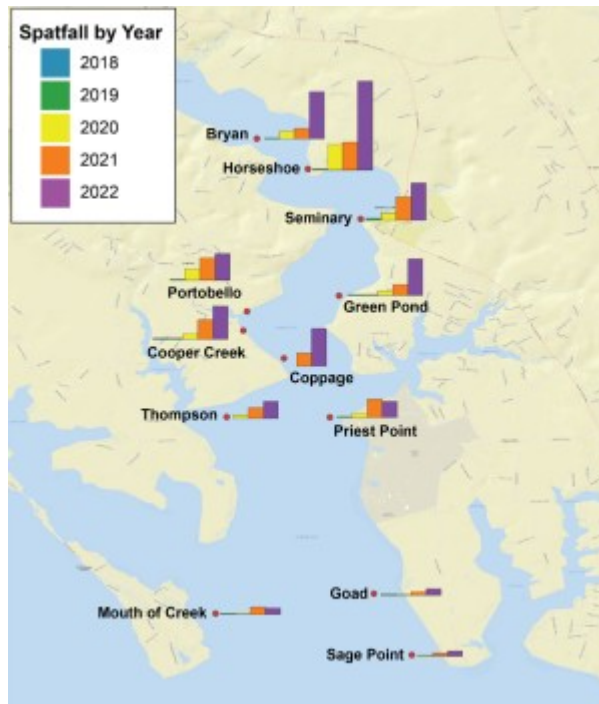 Spatfall by Year
2018
2019
2020
2021
2022
Bryan
Horseshoe
Seminary
Portobello
Green Pond
Cooper Creek
Coppage
Thompson
Priest Point
Goad
Mouth of Creek
Sage Point